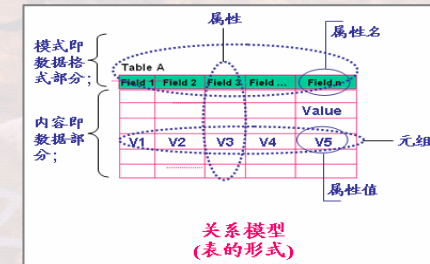 属性
属性名
模式即
数据格
式部分;
Table A
Field 1 Field 2 Field 3 Field ... Field n
Value
内容即
数据部
分;
V1 V2 V3 V4 V5
元组
属性值
关系模型
(表的形式)